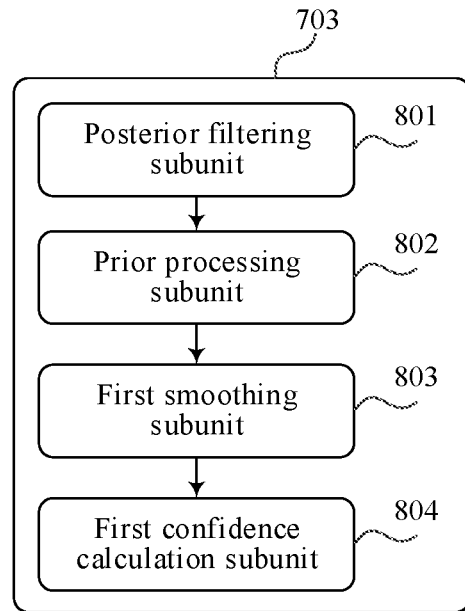 703
Posterior filtering
subunit
801
Prior processing
subunit
802
First smoothing
subunit
803
First confidence
calculation subunit
804